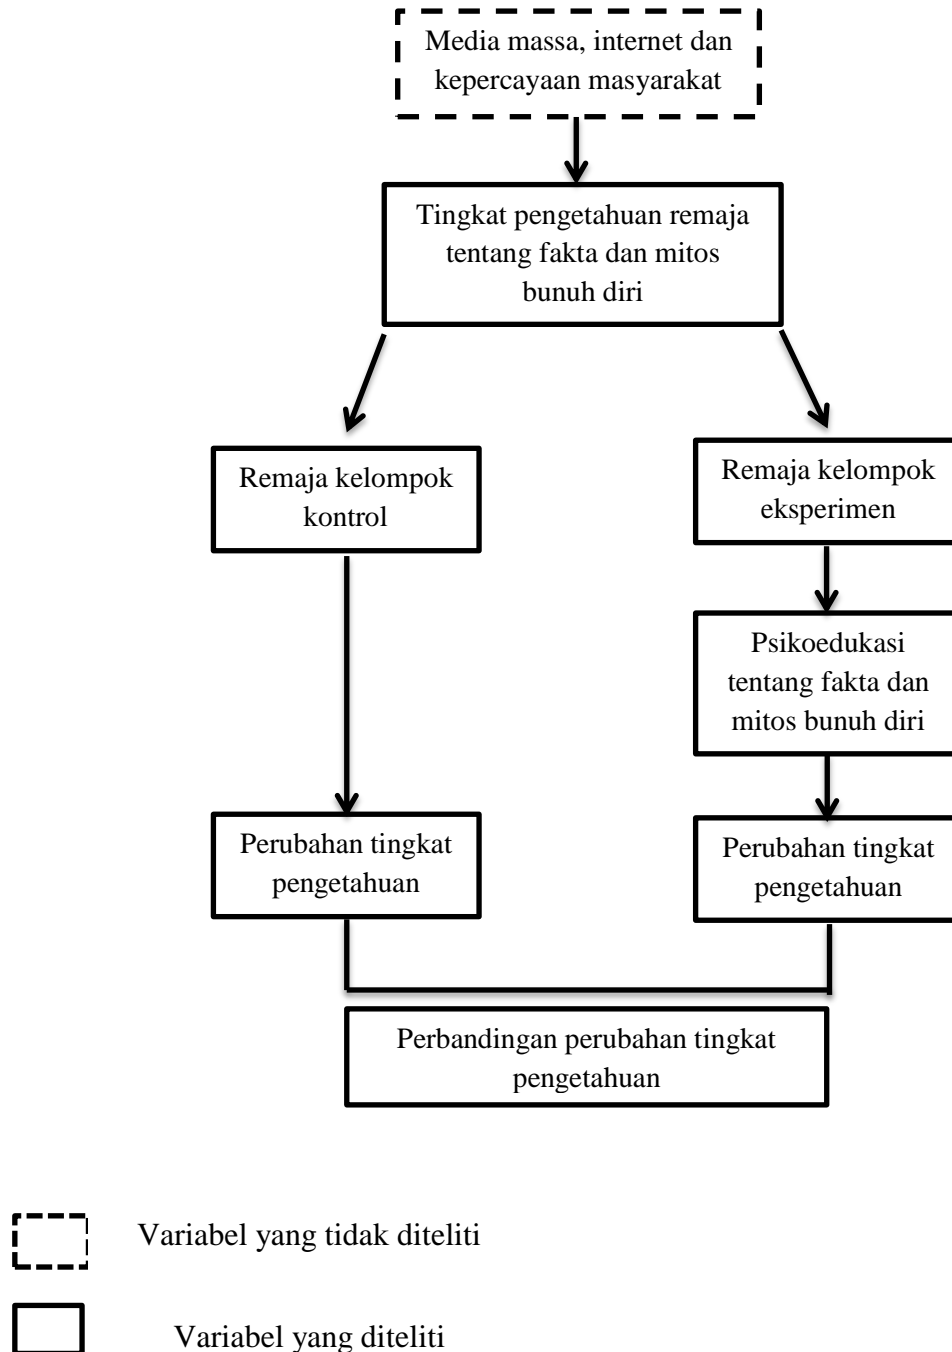 Media massa, internet dan
kepercayaan masyarakat
Tingkat pengetahuan remaja
tentang fakta dan mitos
bunuh diri
Remaja kelompok
kontrol
Remaja kelompok
eksperimen
Psikoedukasi
tentang fakta dan
mitos bunuh diri
Perubahan tingkat
pengetahuan
Perubahan tingkat
pengetahuan
Perbandingan perubahan tingkat
pengetahuan
Variabel yang tidak diteliti
Variabel yang diteliti